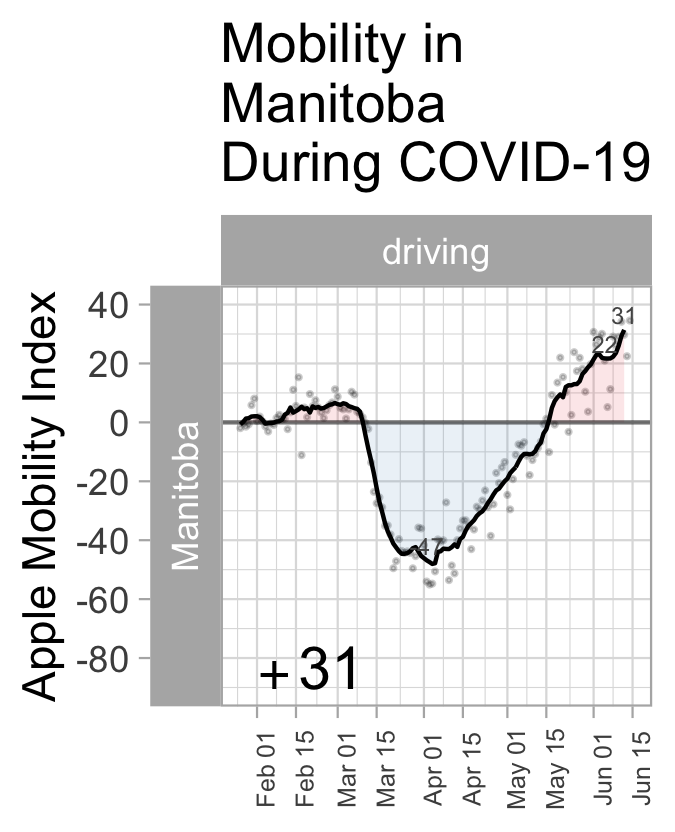 Mobility in
Manitoba
During COVID-19
driving
Apple Mobility Index
Manitoba
40
20
0
-20
-40
-60
-80
31
22
-47
+31
Feb 01
Feb 15
Mar 01
Mar 15
Apr 01
Apr 15
May 01
May 15
Jun 01
Jun 15